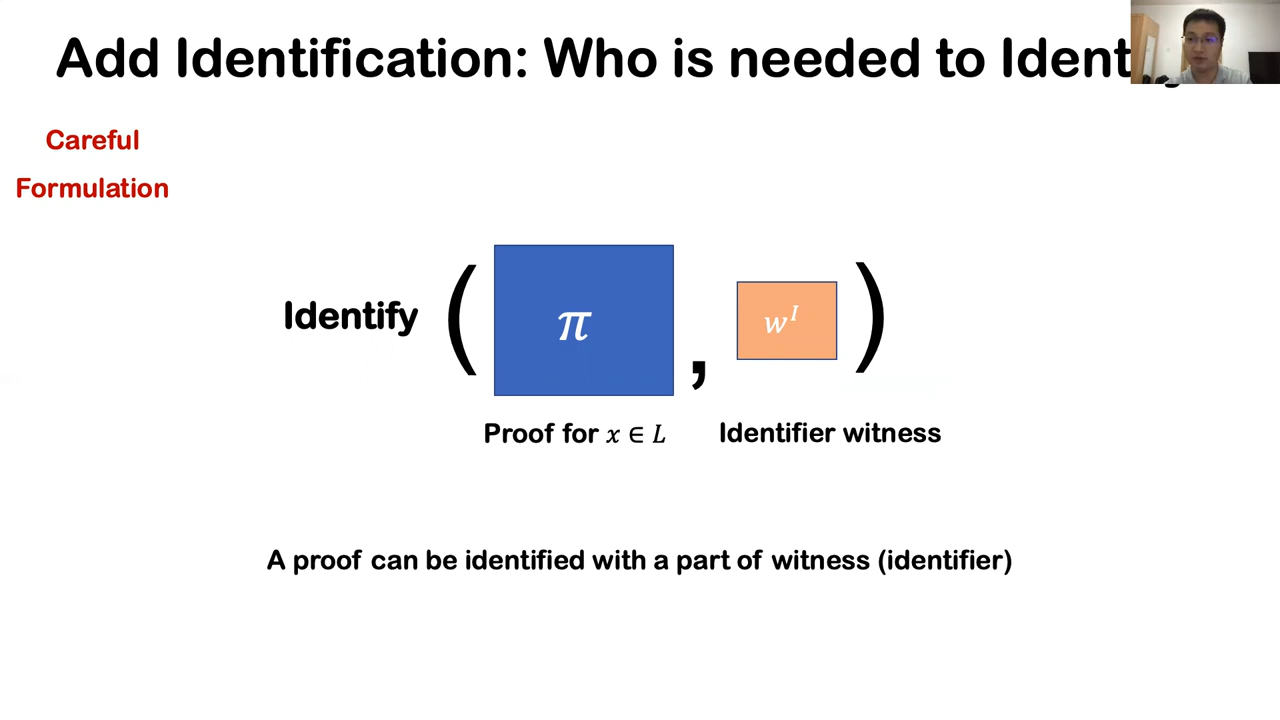 Add Identification: Who is needed to Ident
Careful
Formulation
Identify ( π , w^I )
Proof for x ∈ L
Identifier witness
A proof can be identified with a part of witness (identifier)